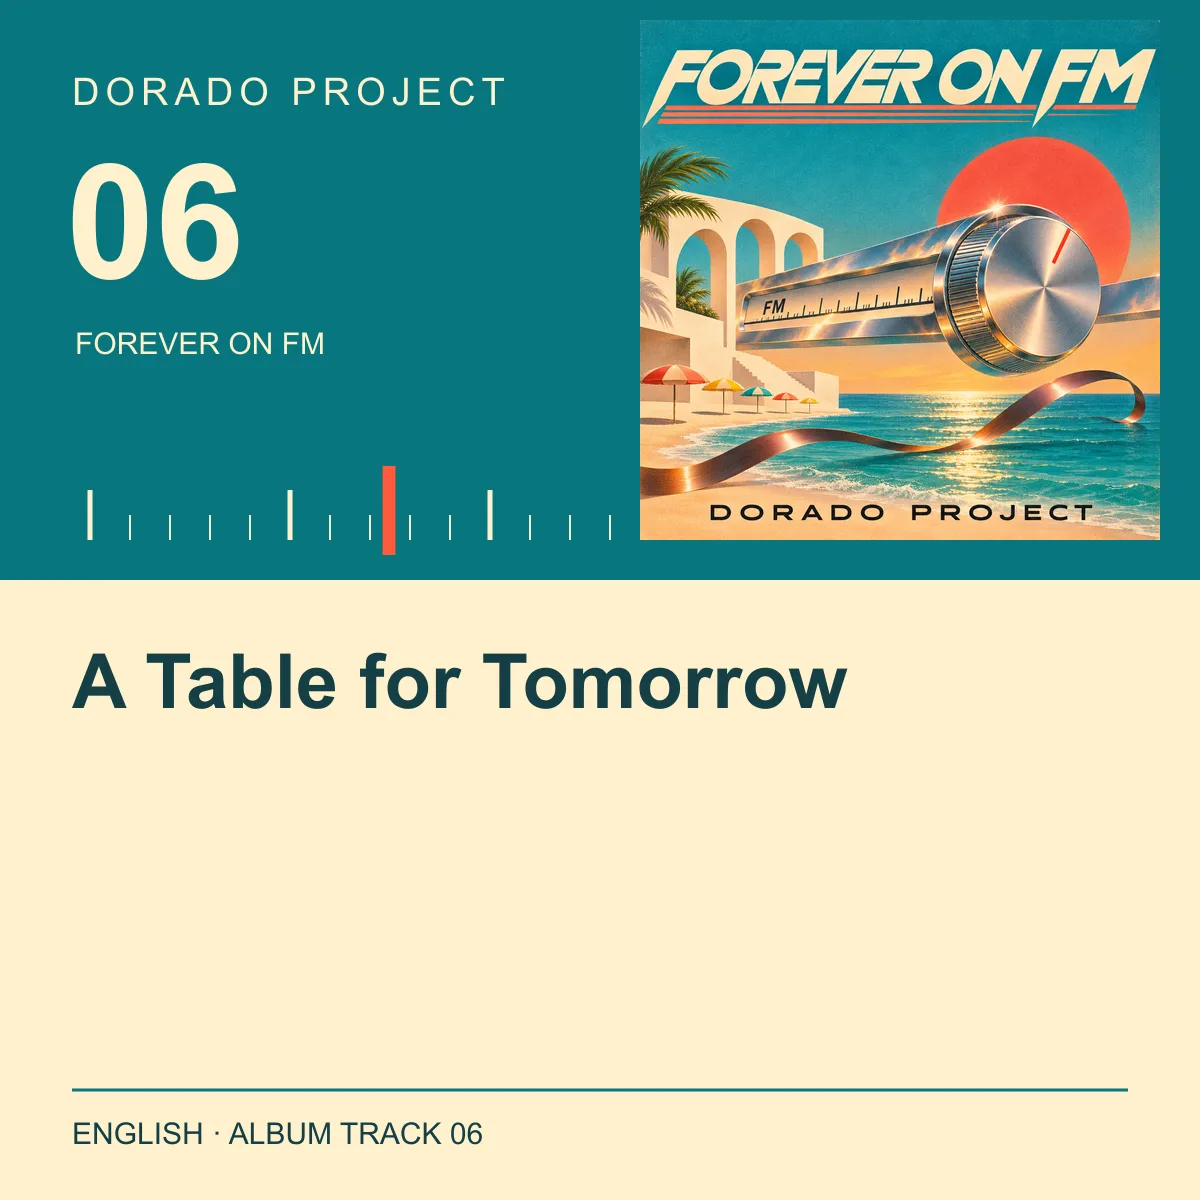 DORADO PROJECT
06
FOREVER ON FM
FOREVER ON FM
FM
DORADO PROJECT
A Table for Tomorrow
ENGLISH · ALBUM TRACK 06